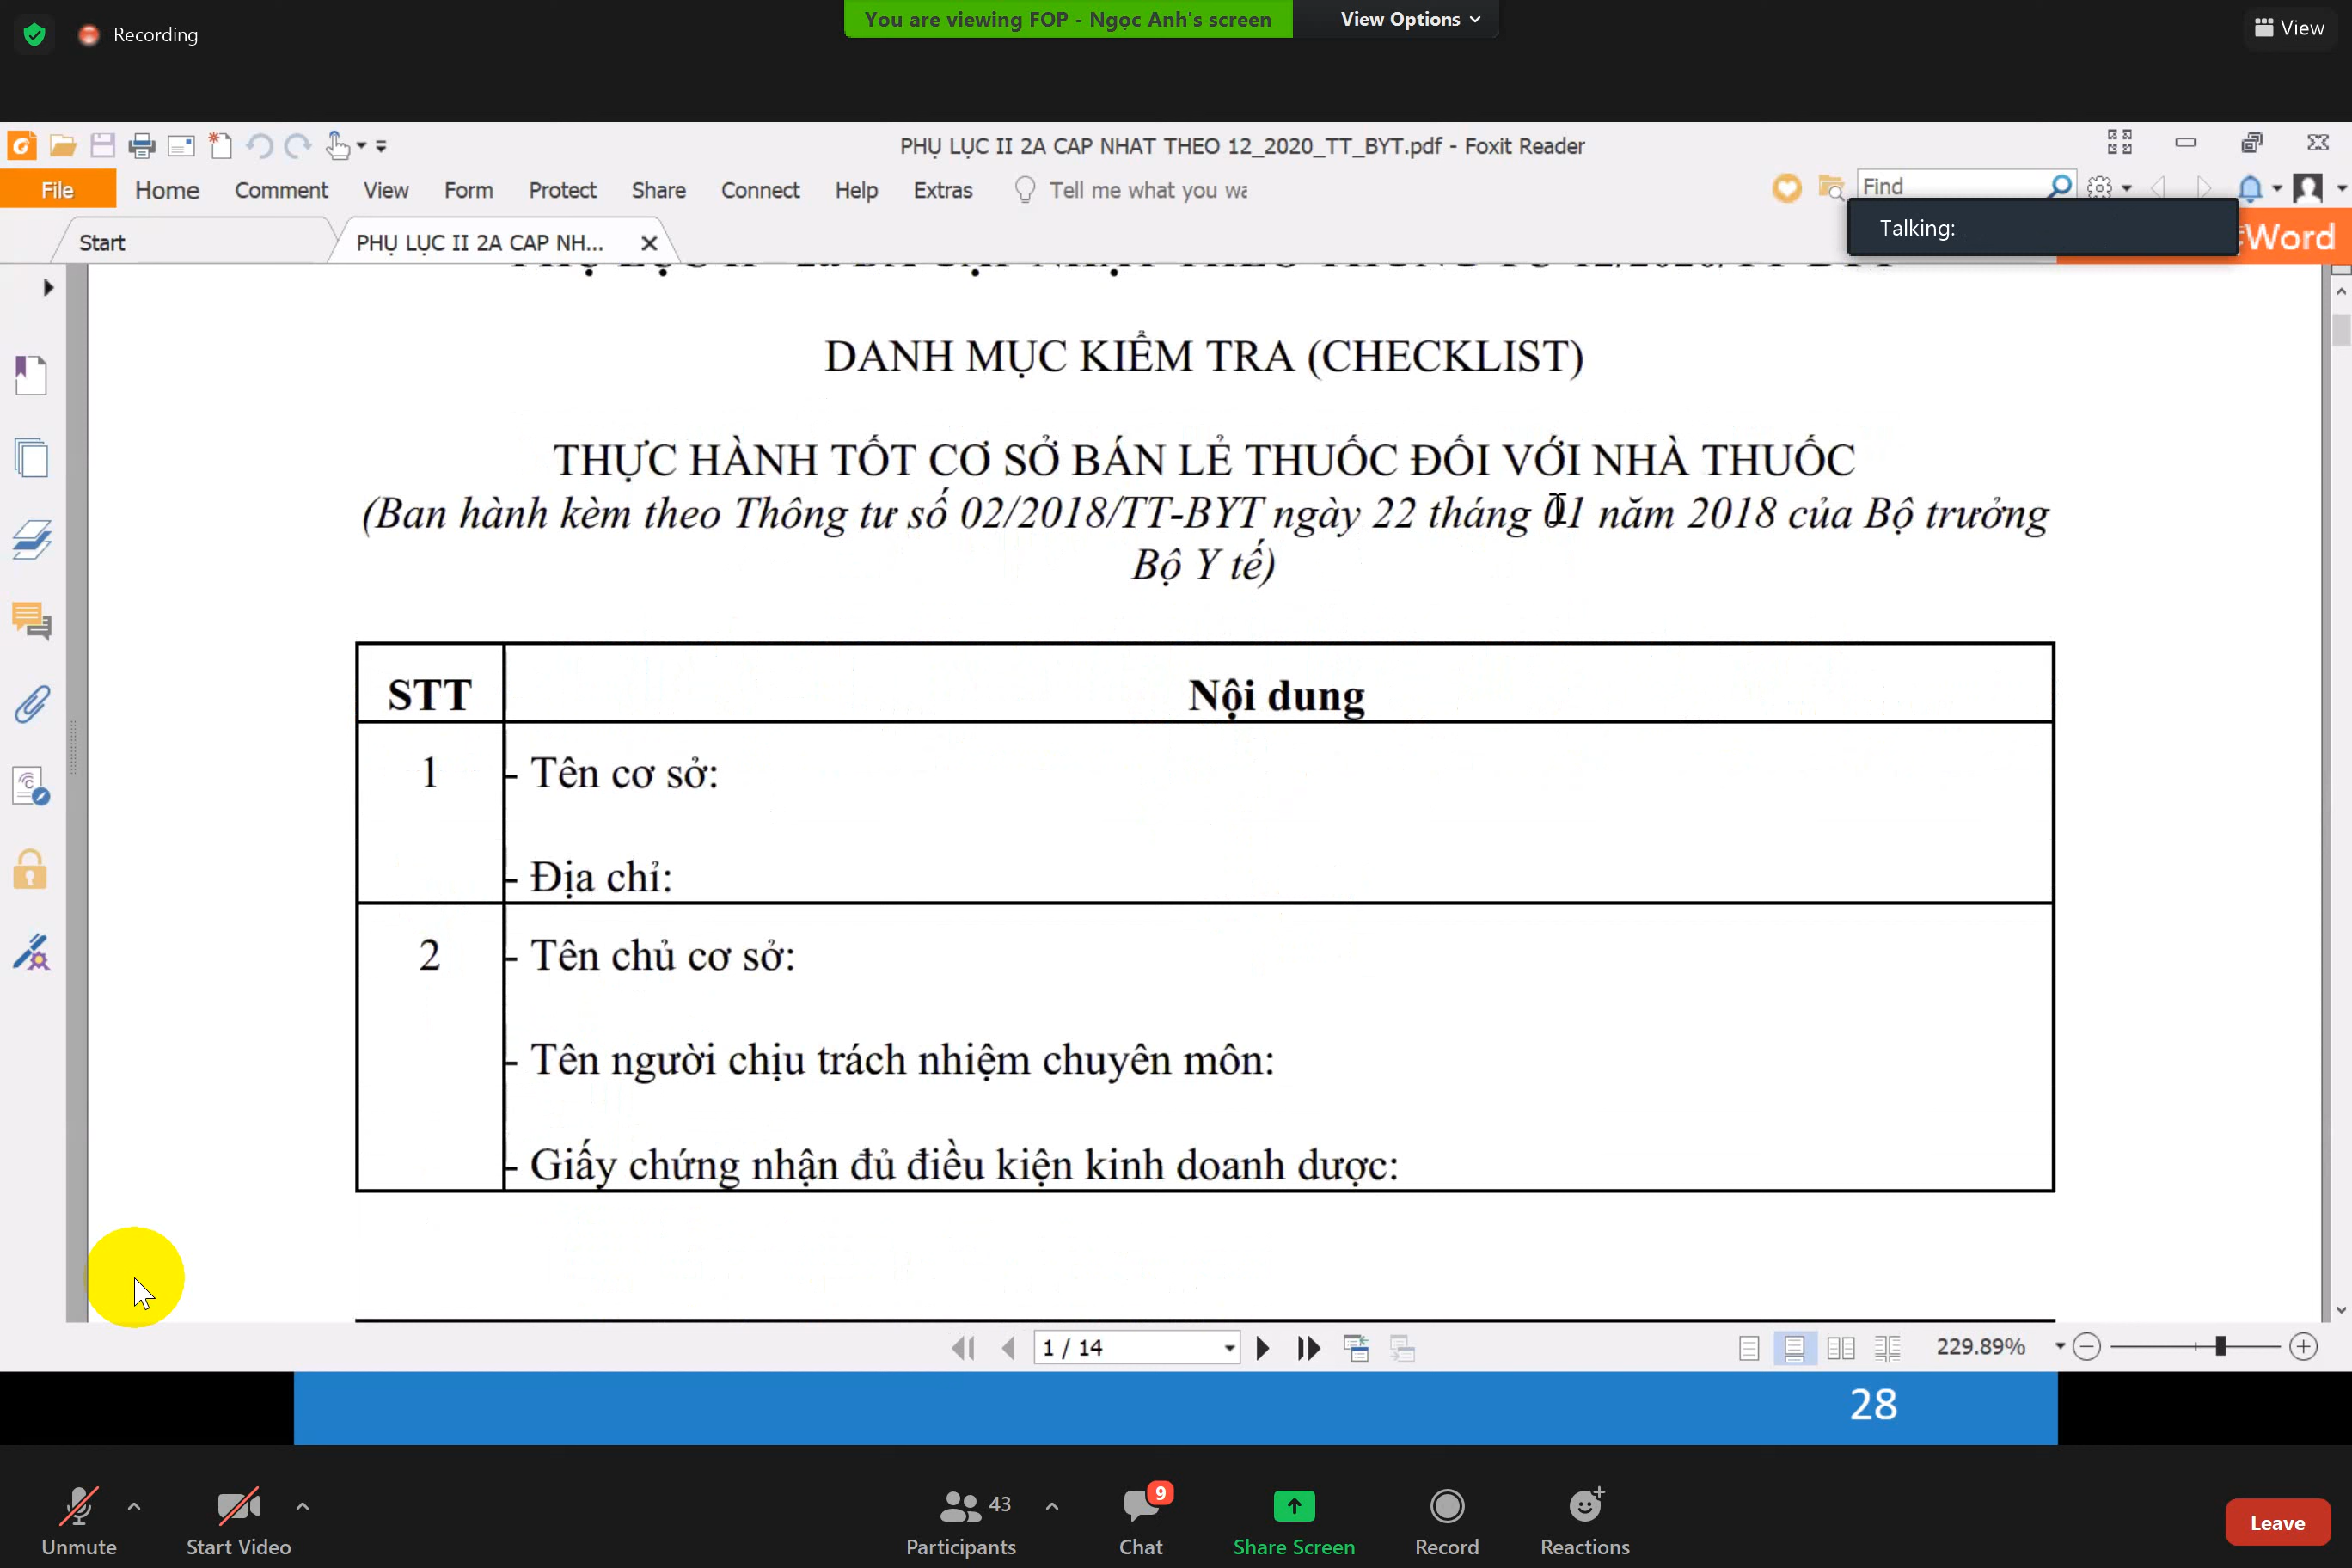 Recording
You are viewing FOP - Ngọc Anh's screen
View Options
View
PHỤ LỤC II 2A CAP NHAT THEO 12_2020_TT_BYT.pdf - Foxit Reader
File Home Comment View Form Protect Share Connect Help Extras Tell me what you wa
Find
Talking:
Start
PHỤ LỤC II 2A CAP NH...
Word
DANH MỤC KIỂM TRA (CHECKLIST)
THỰC HÀNH TỐT CƠ SỞ BÁN LẺ THUỐC ĐỐI VỚI NHÀ THUỐC
(Ban hành kèm theo Thông tư số 02/2018/TT-BYT ngày 22 tháng 01 năm 2018 của Bộ trưởng
Bộ Y tế)
STT Nội dung
1 - Tên cơ sở:
- Địa chỉ:
2 - Tên chủ cơ sở:
- Tên người chịu trách nhiệm chuyên môn:
- Giấy chứng nhận đủ điều kiện kinh doanh dược:
1 / 14
229.89%
28
43
9
Unmute
Start Video
Participants
Chat
Share Screen
Record
Reactions
Leave